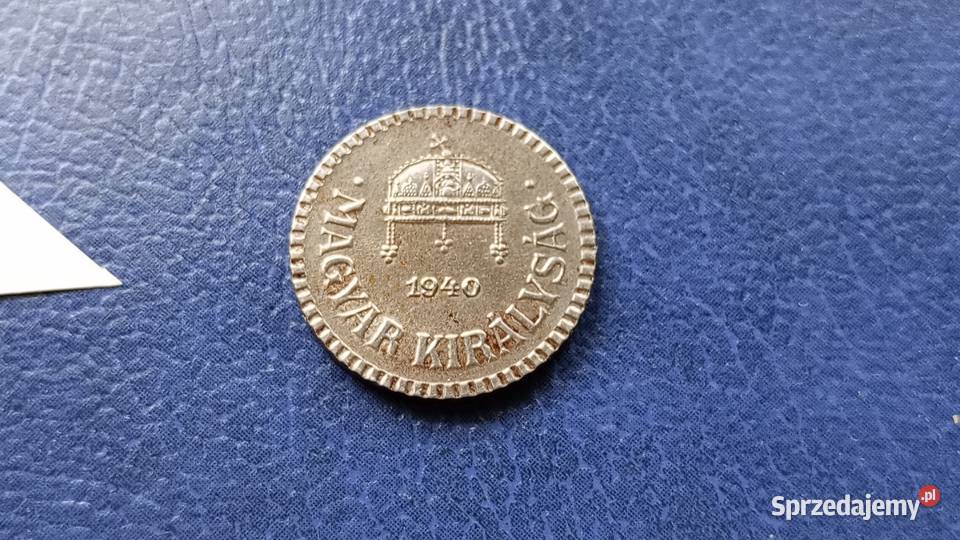 · MAGYAR KIRÁLYSÁG ·
1940
Sprzedajemy.pl